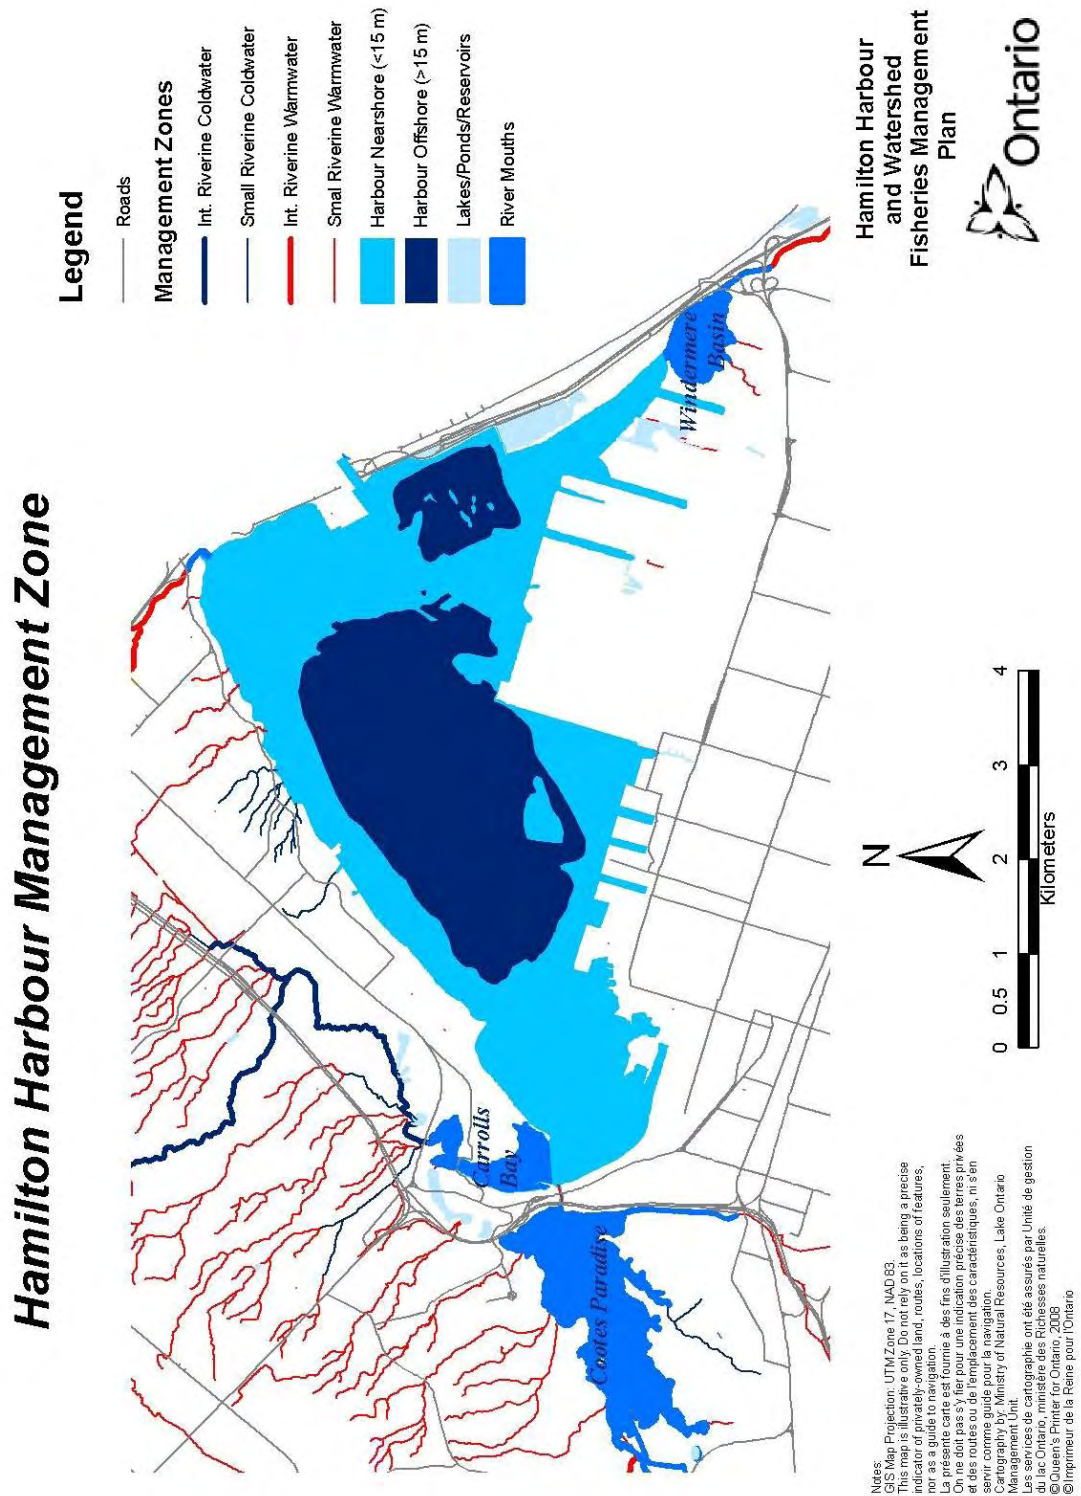 Hamilton Harbour Management Zone
Legend
Roads
Management Zones
Int. Riverine Coldwater
Small Riverine Coldwater
Int. Riverine Warmwater
Smal Riverine Warmwater
Harbour Nearshore (<15 m)
Harbour Offshore (>15 m)
Lakes/Ponds/Reservoirs
River Mouths
Windermere
Basin
Carrolls
Bay
Cootes Paradise
N
0 0.5 1 2 3 4
Kilometers
Hamilton Harbour
and Watershed
Fisheries Management
Plan
Ontario
Notes:
GIS Map Projection: UTM Zone 17, NAD 83.
This map is illustrative only. Do not rely on it as being a precise
indicator of privately-owned land, routes, locations of features,
nor as a guide to navigation.
La présente carte est fournie à des fins d'illustration seulement.
On ne doit pas s'y fier pour une indication précise des terres privées
et des routes ou de l'emplacement des caractéristiques, ni s'en
servir comme guide pour la navigation.
Cartography by: Ministry of Natural Resources, Lake Ontario
Management Unit.
Les services de cartographie ont été assurés par Unité de gestion
du lac Ontario, ministère des Richesses naturelles.
© Queen's Printer for Ontario, 2008
© Imprimeur de la Reine pour l'Ontario